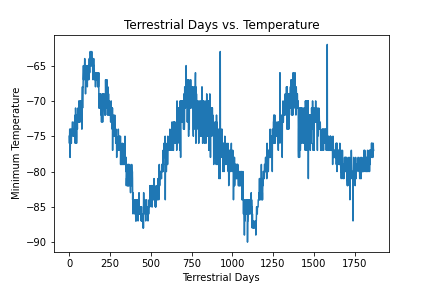 Terrestrial Days vs. Temperature
Minimum Temperature
−65
−70
−75
−80
−85
−90
0 250 500 750 1000 1250 1500 1750
Terrestrial Days